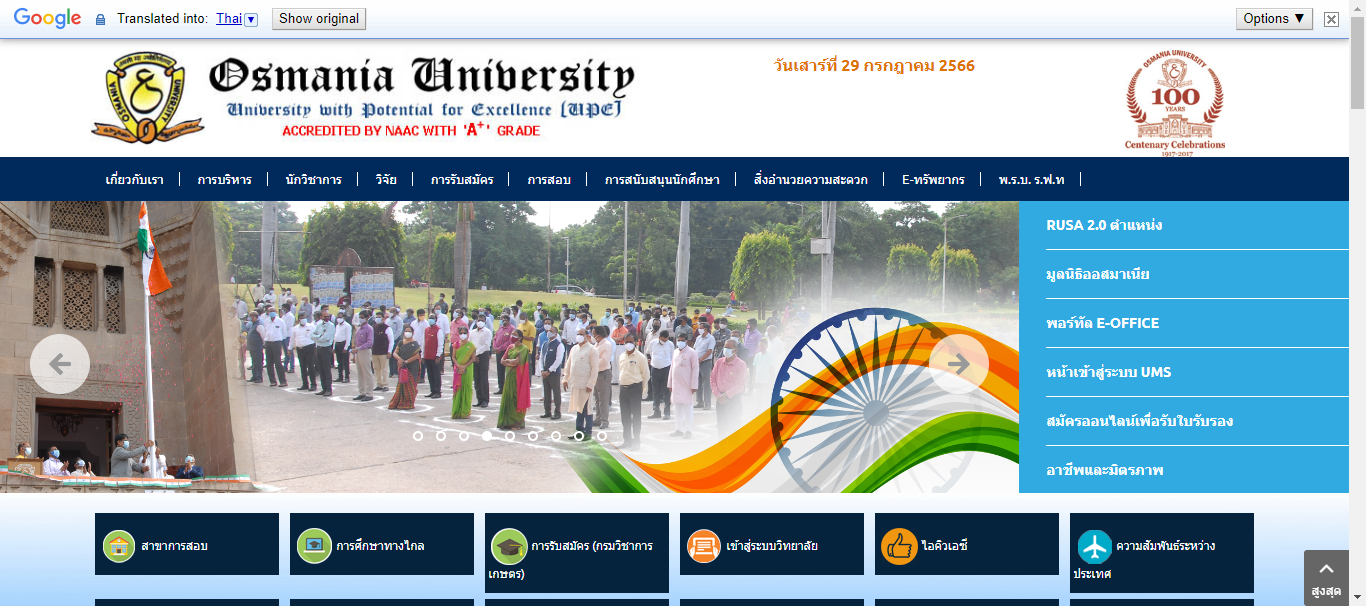 Google Translated into: Thai ▼ Show original Options ▼
Osmania University
University with Potential for Excellence [UPE]
ACCREDITED BY NAAC WITH 'A+' GRADE
OSMANIA UNIVERSITY
วันเสาร์ที่ 29 กรกฎาคม 2566
OSMANIA UNIVERSITY
100
YEARS
Centenary Celebrations
1917-2017
เกี่ยวกับเรา การบริหาร นักวิชาการ วิจัย การรับสมัคร การสอบ การสนับสนุนนักศึกษา สิ่งอำนวยความสะดวก E-ทรัพยากร พ.ร.บ. ร.ฟ.ท
RUSA 2.0 ตำแหน่ง
มูลนิธิออสมาเนีย
พอร์ทัล E-OFFICE
หน้าเข้าสู่ระบบ UMS
สมัครออนไลน์เพื่อรับใบรับรอง
อาชีพและมิตรภาพ
สาขาการสอบ
การศึกษาทางไกล
การรับสมัคร (กรมวิชาการ
เกษตร)
เข้าสู่ระบบวิทยาลัย
ไอคิวเอซี
ความสัมพันธ์ระหว่าง
ประเทศ
สูงสุด